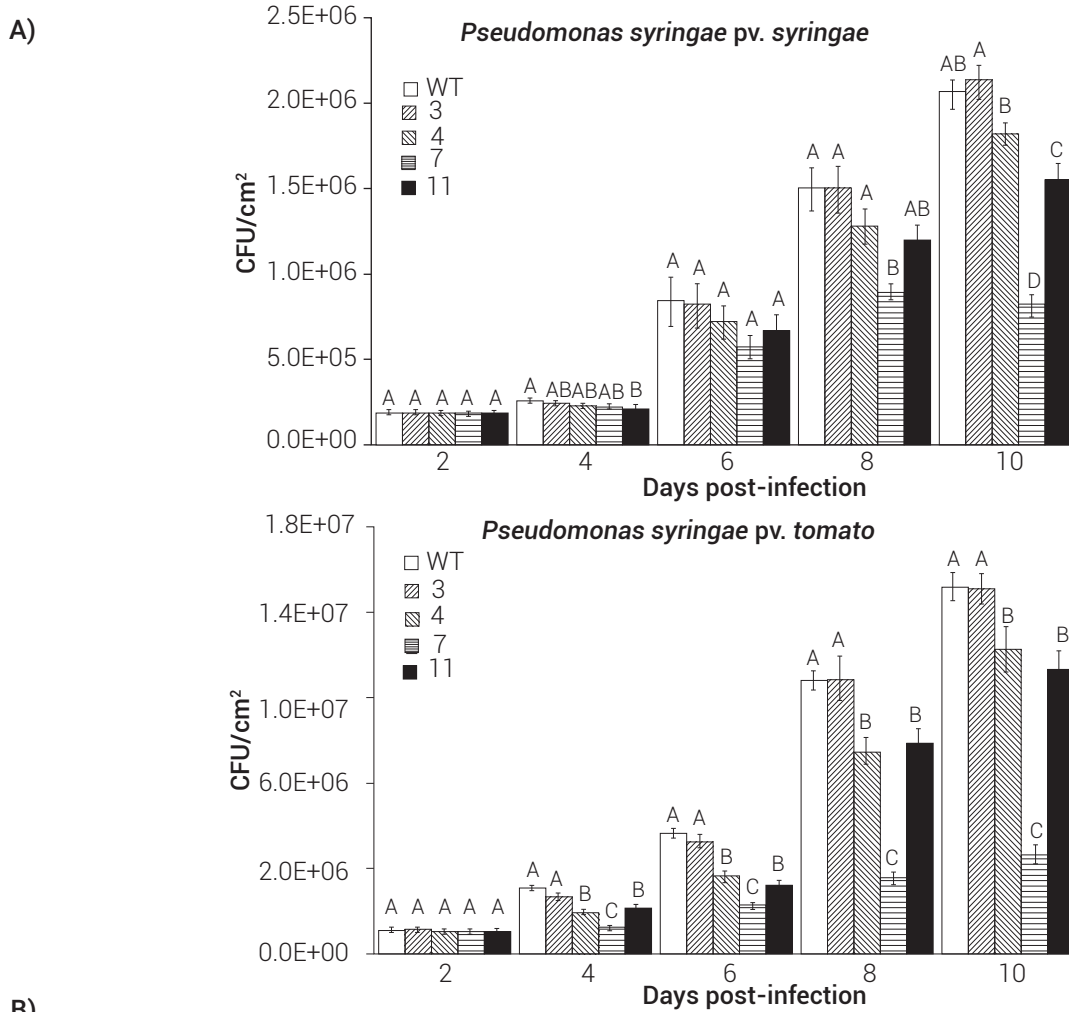 A)
Pseudomonas syringae pv. syringae
2.5E+06
2.0E+06
1.5E+06
1.0E+06
5.0E+05
0.0E+00
CFU/cm²
WT
3
4
7
11
A A A A A
A AB AB AB B
A A A A A
A A A B AB
AB A B D C
2 4 6 8 10
Days post-infection
Pseudomonas syringae pv. tomato
1.8E+07
1.4E+07
1.0E+07
6.0E+06
2.0E+06
0.0E+00
CFU/cm²
WT
3
4
7
11
A A A A A
A A B C B
A A B C B
A A B C B
A A B C B
2 4 6 8 10
Days post-infection
B)